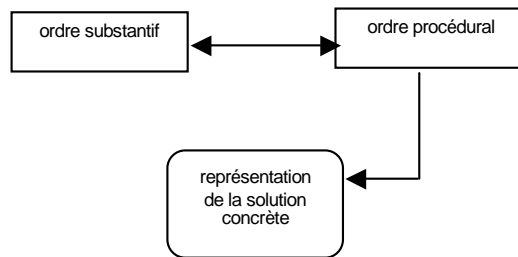 ordre substantif
ordre procédural
représentation
de la solution
concrète